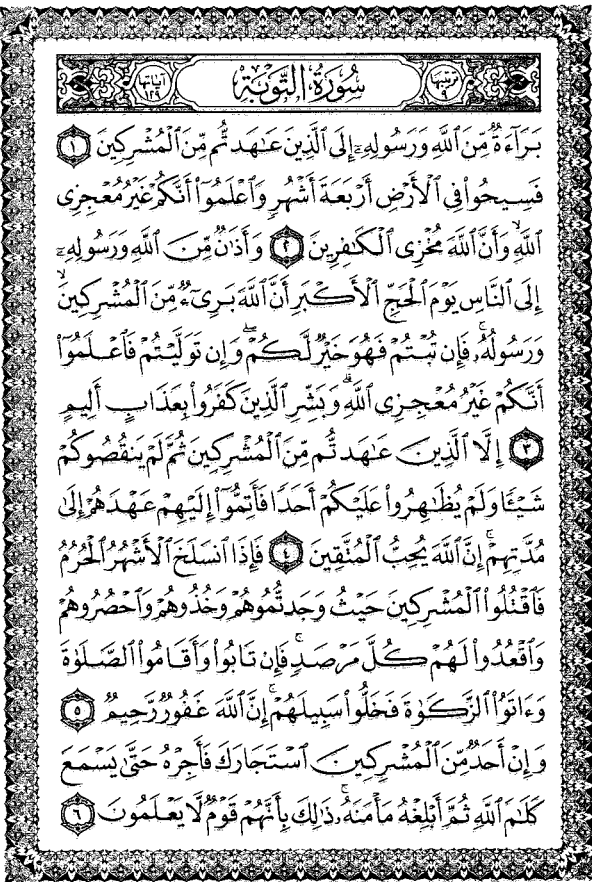 ترتيبها ٩ سُورَةُ التَّوْبَةِ آياتها ١٢٩
بَرَآءَةٌ مِّنَ ٱللَّهِ وَرَسُولِهِۦٓ إِلَى ٱلَّذِينَ عَـٰهَدتُّم مِّنَ ٱلْمُشْرِكِينَ ١
فَسِيحُوا۟ فِى ٱلْأَرْضِ أَرْبَعَةَ أَشْهُرٍ وَٱعْلَمُوٓا۟ أَنَّكُمْ غَيْرُ مُعْجِزِى
ٱللَّهِ ۙ وَأَنَّ ٱللَّهَ مُخْزِى ٱلْكَـٰفِرِينَ ٢ وَأَذَٰنٌ مِّنَ ٱللَّهِ وَرَسُولِهِۦٓ
إِلَى ٱلنَّاسِ يَوْمَ ٱلْحَجِّ ٱلْأَكْبَرِ أَنَّ ٱللَّهَ بَرِىٓءٌ مِّنَ ٱلْمُشْرِكِينَ ۙ
وَرَسُولُهُۥ ۚ فَإِن تُبْتُمْ فَهُوَ خَيْرٌ لَّكُمْ ۖ وَإِن تَوَلَّيْتُمْ فَٱعْلَمُوٓا۟
أَنَّكُمْ غَيْرُ مُعْجِزِى ٱللَّهِ ۗ وَبَشِّرِ ٱلَّذِينَ كَفَرُوا۟ بِعَذَابٍ أَلِيمٍ
٣ إِلَّا ٱلَّذِينَ عَـٰهَدتُّم مِّنَ ٱلْمُشْرِكِينَ ثُمَّ لَمْ يَنقُصُوكُمْ
شَيْـًٔا وَلَمْ يُظَـٰهِرُوا۟ عَلَيْكُمْ أَحَدًا فَأَتِمُّوٓا۟ إِلَيْهِمْ عَهْدَهُمْ إِلَىٰ
مُدَّتِهِمْ ۚ إِنَّ ٱللَّهَ يُحِبُّ ٱلْمُتَّقِينَ ٤ فَإِذَا ٱنسَلَخَ ٱلْأَشْهُرُ ٱلْحُرُمُ
فَٱقْتُلُوا۟ ٱلْمُشْرِكِينَ حَيْثُ وَجَدتُّمُوهُمْ وَخُذُوهُمْ وَٱحْصُرُوهُمْ
وَٱقْعُدُوا۟ لَهُمْ كُلَّ مَرْصَدٍ ۚ فَإِن تَابُوا۟ وَأَقَامُوا۟ ٱلصَّلَوٰةَ
وَءَاتَوُا۟ ٱلزَّكَوٰةَ فَخَلُّوا۟ سَبِيلَهُمْ ۚ إِنَّ ٱللَّهَ غَفُورٌ رَّحِيمٌ ٥
وَإِنْ أَحَدٌ مِّنَ ٱلْمُشْرِكِينَ ٱسْتَجَارَكَ فَأَجِرْهُ حَتَّىٰ يَسْمَعَ
كَلَـٰمَ ٱللَّهِ ثُمَّ أَبْلِغْهُ مَأْمَنَهُۥ ۚ ذَٰلِكَ بِأَنَّهُمْ قَوْمٌ لَّا يَعْلَمُونَ ٦